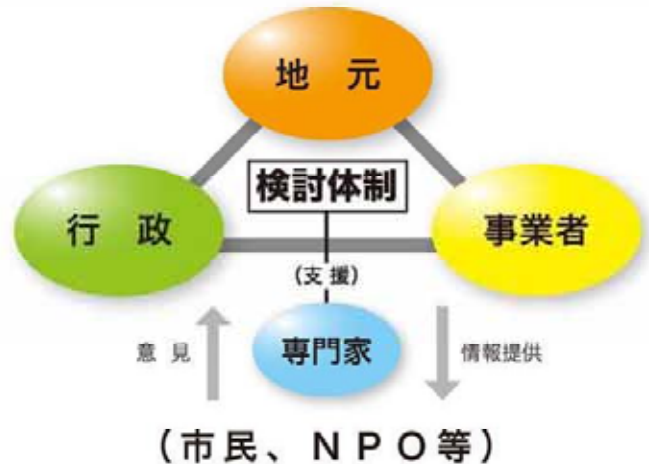 地 元
検討体制
行 政
事業者
(支援)
専門家
意 見
情報提供
(市民、NPO等)